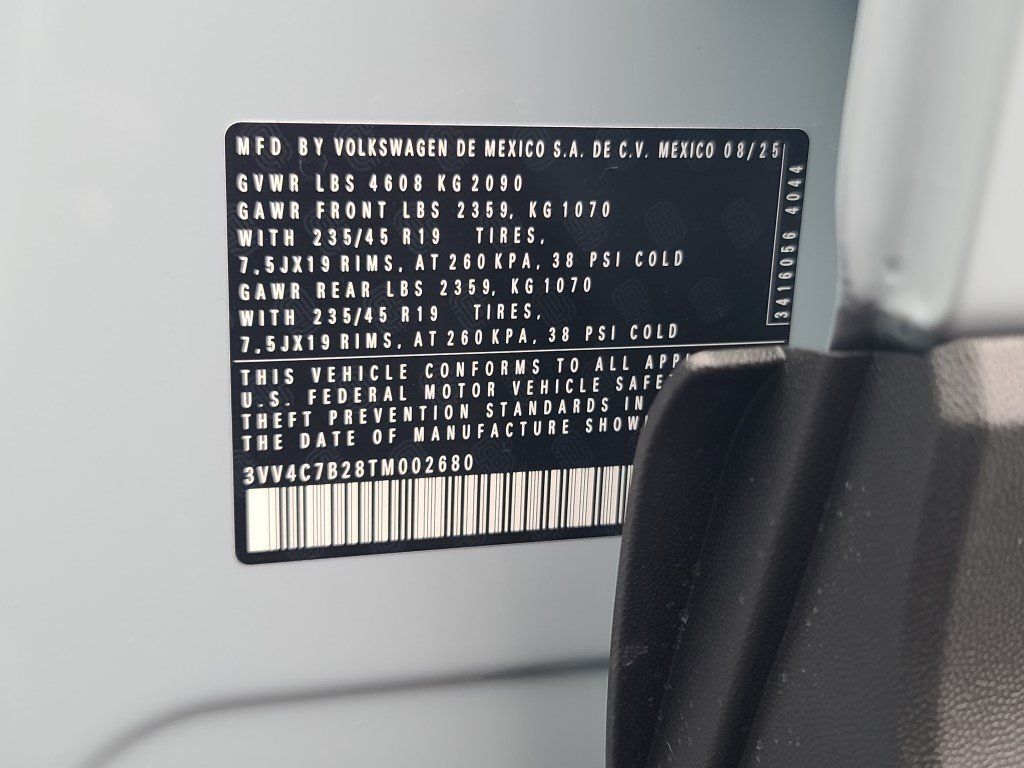 MFD BY VOLKSWAGEN DE MEXICO S.A. DE C.V. MEXICO 08/25
GVWR LBS 4608 KG 2090
GAWR FRONT LBS 2359, KG 1070
WITH 235/45 R19 TIRES,
7.5JX19 RIMS, AT 260 KPA, 38 PSI COLD
GAWR REAR LBS 2359, KG 1070
WITH 235/45 R19 TIRES,
7.5JX19 RIMS, AT 260 KPA, 38 PSI COLD
3416056 4044
THIS VEHICLE CONFORMS TO ALL
U.S. FEDERAL MOTOR VEHICLE
THEFT PREVENTION STANDARDS IN
THE DATE OF MANUFACTURE
3VV4C7B28TM002680